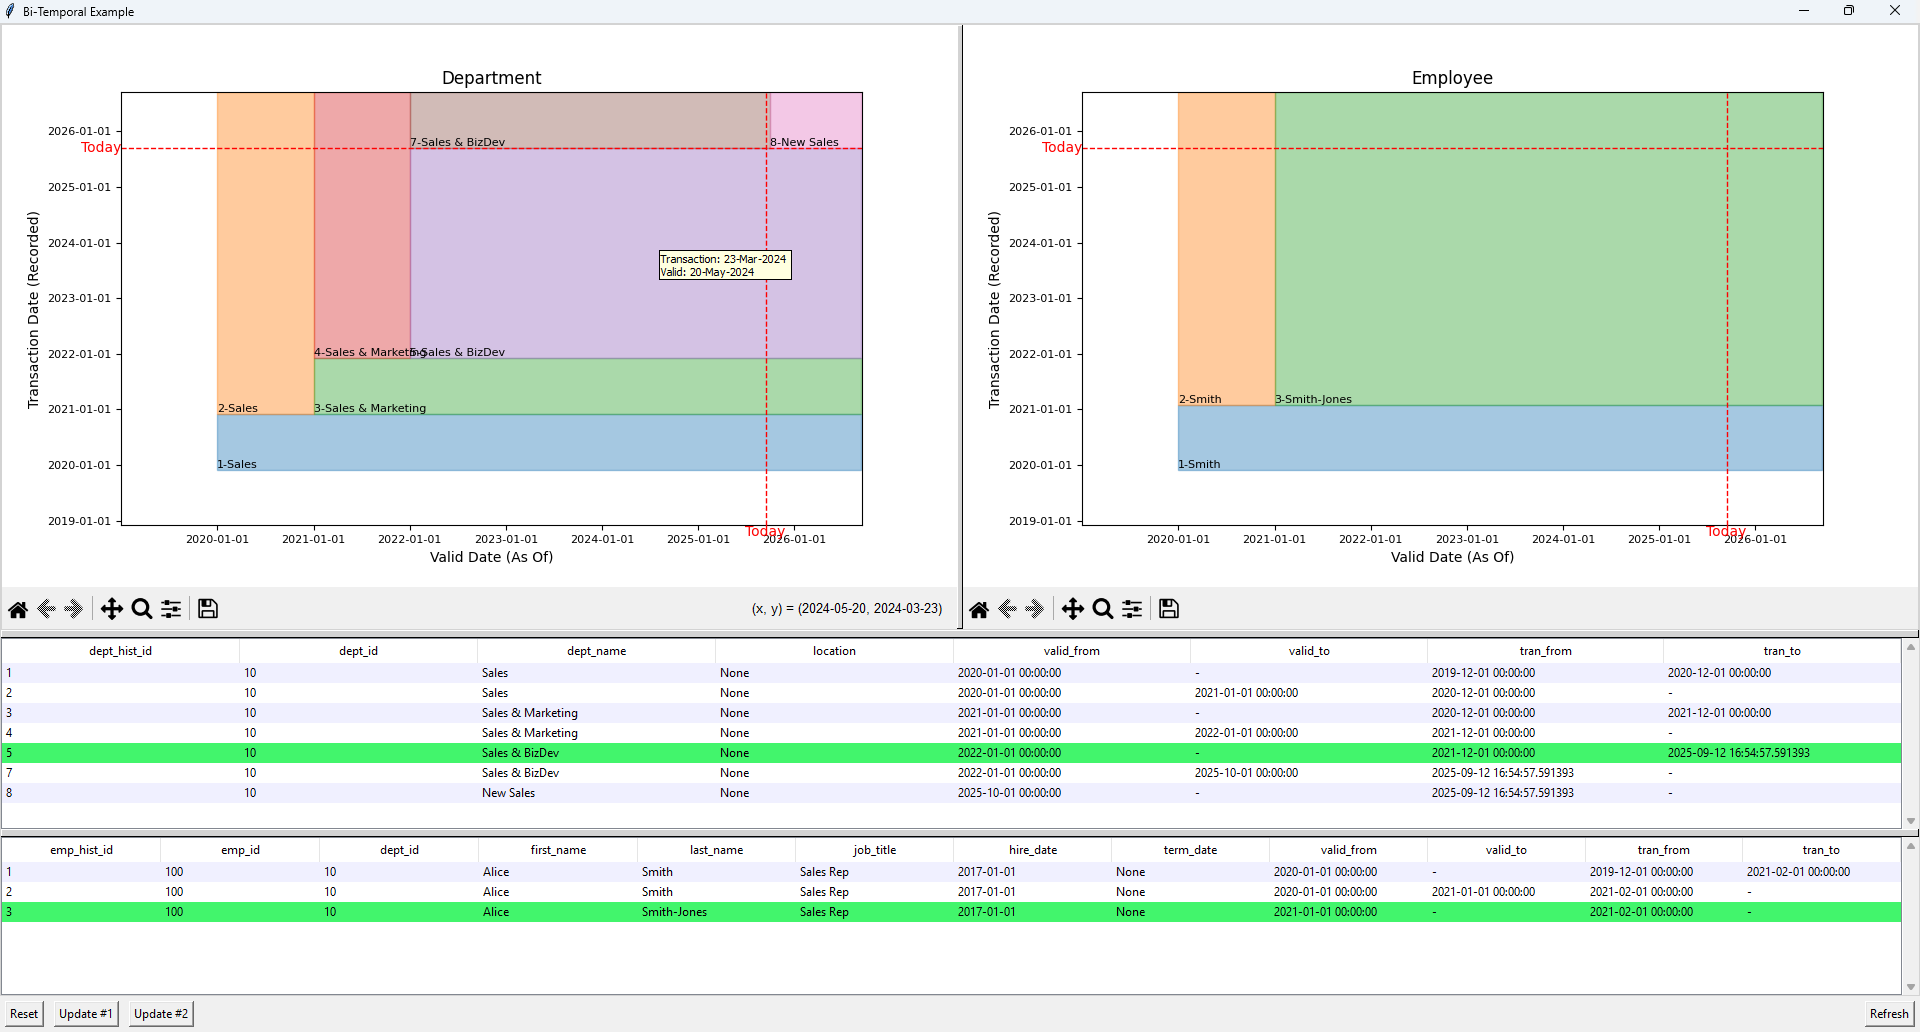 Bi-Temporal Example
Department
Transaction Date (Recorded)
2026-01-01
Today
2025-01-01
2024-01-01
2023-01-01
2022-01-01
2021-01-01
2020-01-01
2019-01-01
7-Sales & BizDev
8-New Sales
Transaction: 23-Mar-2024
Valid: 20-May-2024
4-Sales & Marketing
5-Sales & BizDev
2-Sales
3-Sales & Marketing
1-Sales
Today
2020-01-01 2021-01-01 2022-01-01 2023-01-01 2024-01-01 2025-01-01 2026-01-01
Valid Date (As Of)
(x, y) = (2024-05-20, 2024-03-23)
Employee
Transaction Date (Recorded)
2026-01-01
Today
2025-01-01
2024-01-01
2023-01-01
2022-01-01
2021-01-01
2020-01-01
2019-01-01
2-Smith
3-Smith-Jones
1-Smith
Today
2020-01-01 2021-01-01 2022-01-01 2023-01-01 2024-01-01 2025-01-01 2026-01-01
Valid Date (As Of)
dept_hist_id dept_id dept_name location valid_from valid_to tran_from tran_to
1 10 Sales None 2020-01-01 00:00:00 - 2019-12-01 00:00:00 2020-12-01 00:00:00
2 10 Sales None 2020-01-01 00:00:00 2021-01-01 00:00:00 2020-12-01 00:00:00 -
3 10 Sales & Marketing None 2021-01-01 00:00:00 - 2020-12-01 00:00:00 2021-12-01 00:00:00
4 10 Sales & Marketing None 2021-01-01 00:00:00 2022-01-01 00:00:00 2021-12-01 00:00:00 -
5 10 Sales & BizDev None 2022-01-01 00:00:00 - 2021-12-01 00:00:00 2025-09-12 16:54:57.591393
7 10 Sales & BizDev None 2022-01-01 00:00:00 2025-10-01 00:00:00 2025-09-12 16:54:57.591393 -
8 10 New Sales None 2025-10-01 00:00:00 - 2025-09-12 16:54:57.591393 -
emp_hist_id emp_id dept_id first_name last_name job_title hire_date term_date valid_from valid_to tran_from tran_to
1 100 10 Alice Smith Sales Rep 2017-01-01 None 2020-01-01 00:00:00 - 2019-12-01 00:00:00 2021-02-01 00:00:00
2 100 10 Alice Smith Sales Rep 2017-01-01 None 2020-01-01 00:00:00 2021-01-01 00:00:00 2021-02-01 00:00:00 -
3 100 10 Alice Smith-Jones Sales Rep 2017-01-01 None 2021-01-01 00:00:00 - 2021-02-01 00:00:00 -
Reset Update #1 Update #2 Refresh